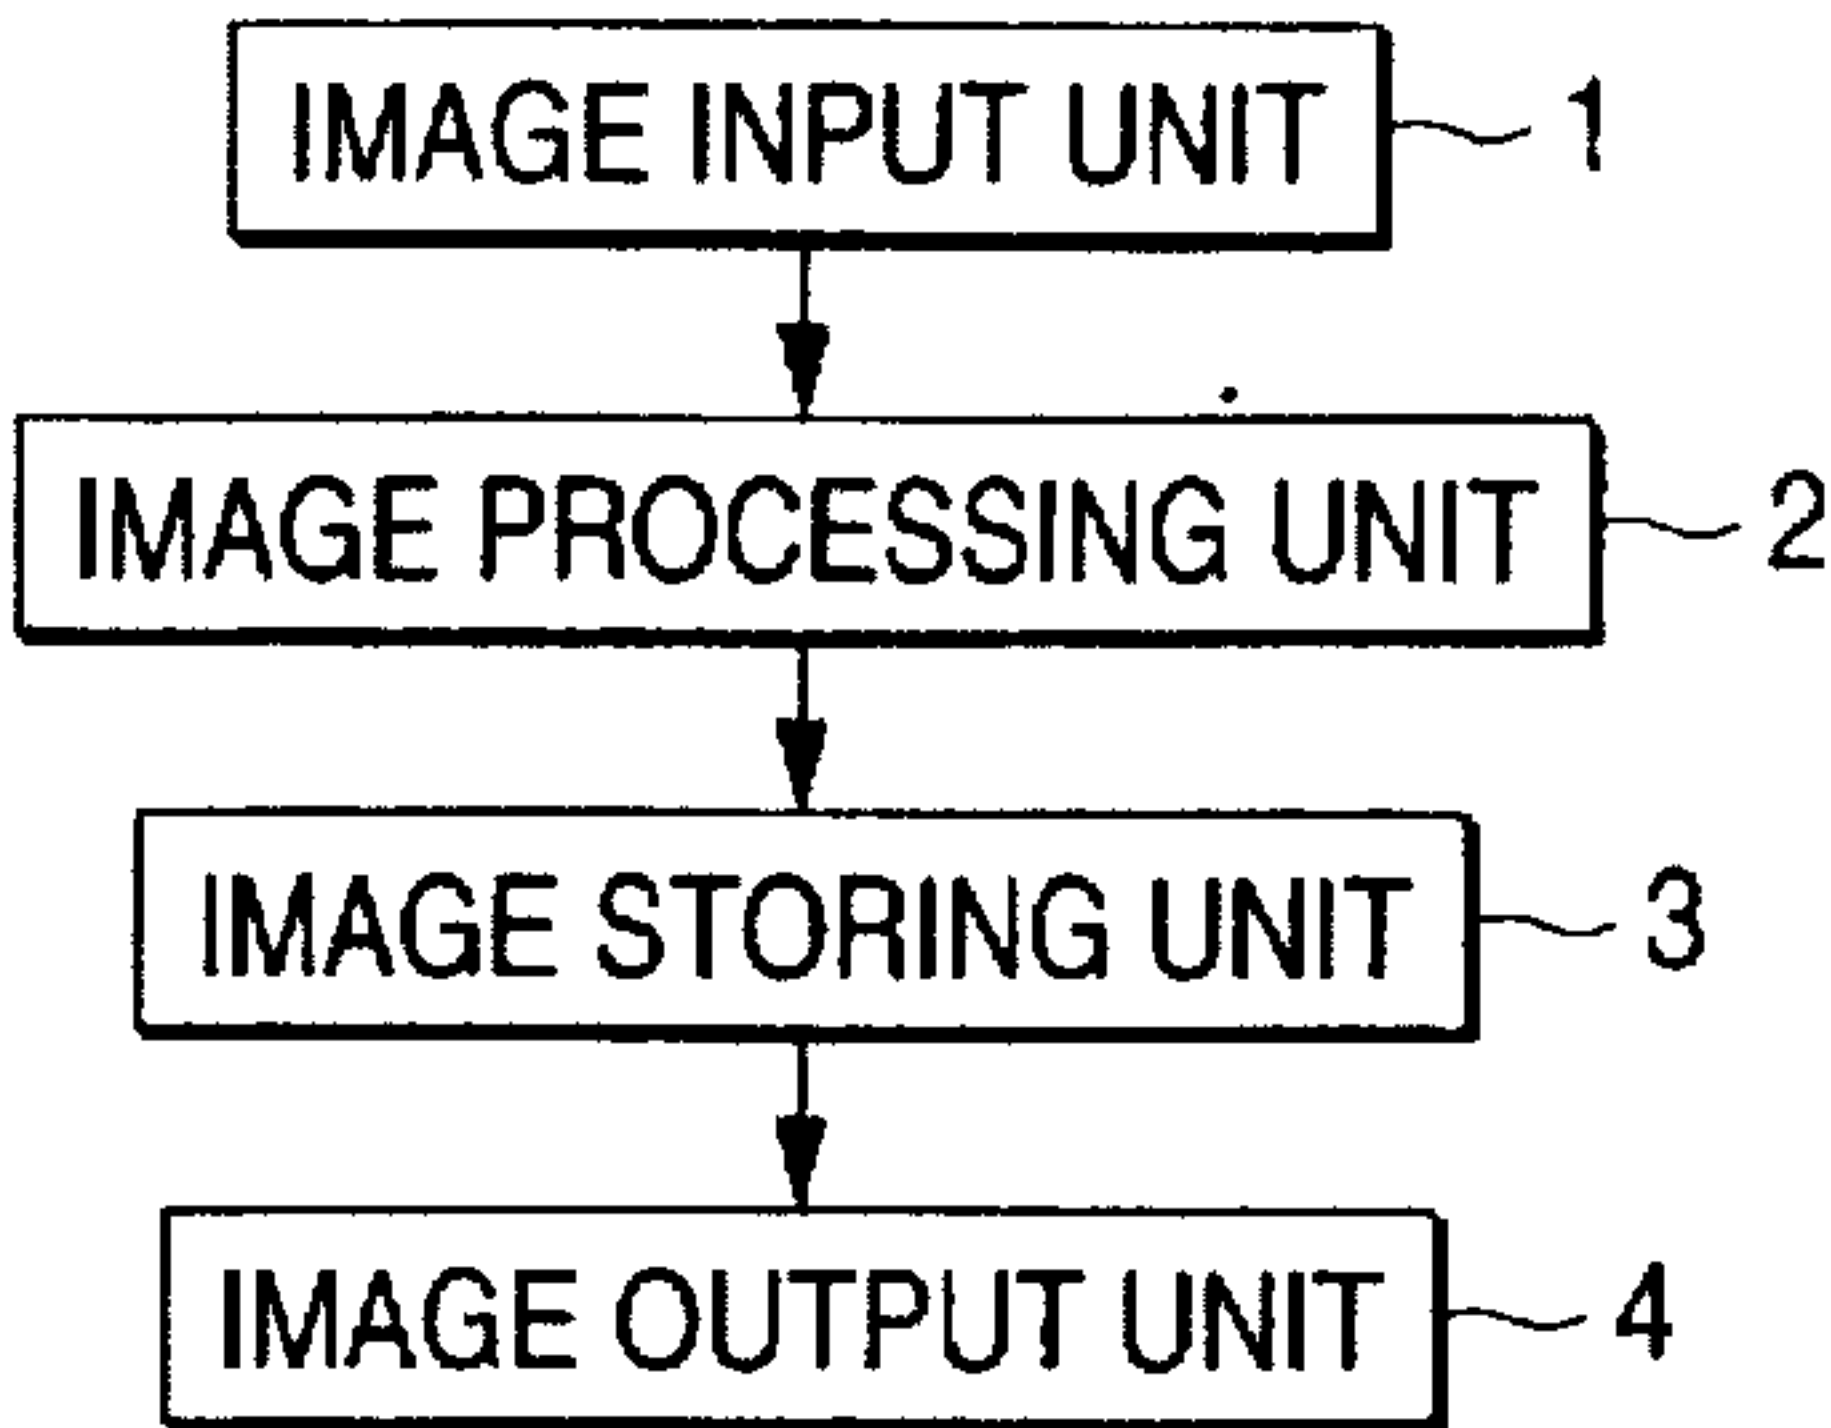 IMAGE INPUT UNIT 1
IMAGE PROCESSING UNIT 2
IMAGE STORING UNIT 3
IMAGE OUTPUT UNIT 4